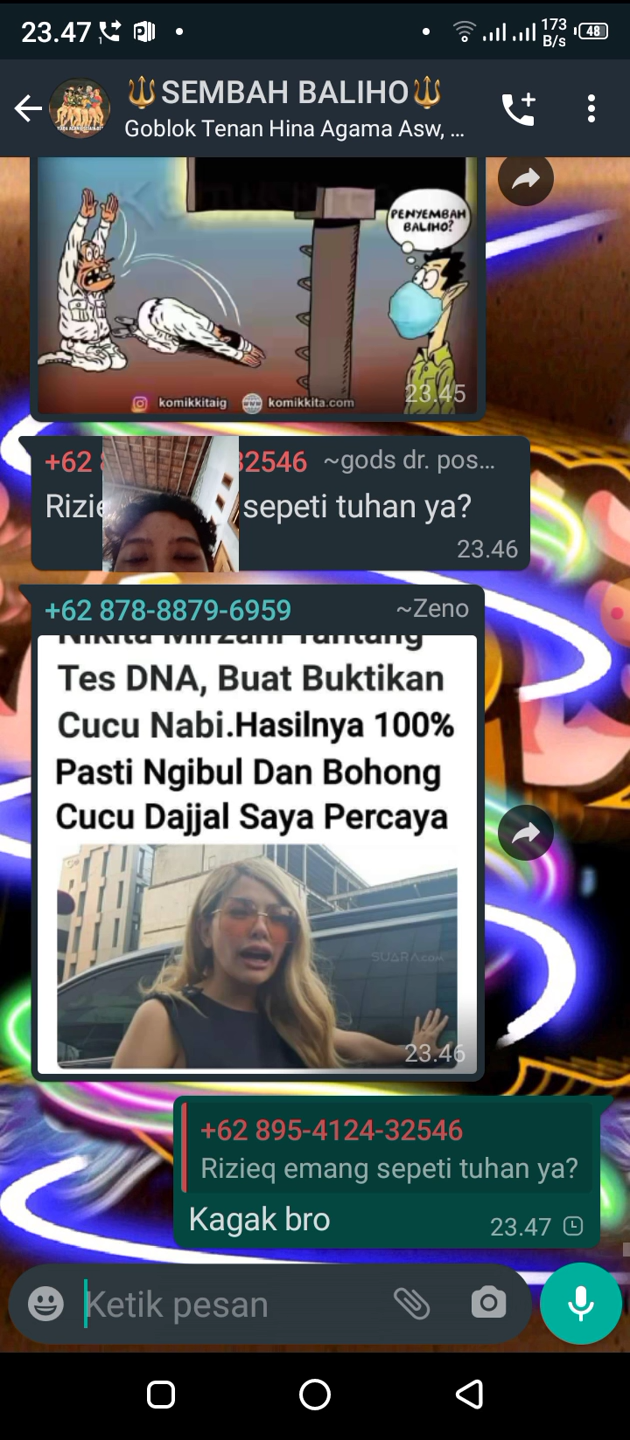 23.47
173
B/s
48
🔱SEMBAH BALIHO🔱
Goblok Tenan Hina Agama Asw, ...
PENYEMBAH
BALIHO?
komikkitaig
komikkita.com
23.45
+62
32546 ~gods dr. pos...
Rizie sepeti tuhan ya?
23.46
+62 878-8879-6959 ~Zeno
Nikita Mirzani Tantang
Tes DNA, Buat Buktikan
Cucu Nabi.Hasilnya 100%
Pasti Ngibul Dan Bohong
Cucu Dajjal Saya Percaya
SUARA.com
23.46
+62 895-4124-32546
Rizieq emang sepeti tuhan ya?
Kagak bro
23.47
Ketik pesan